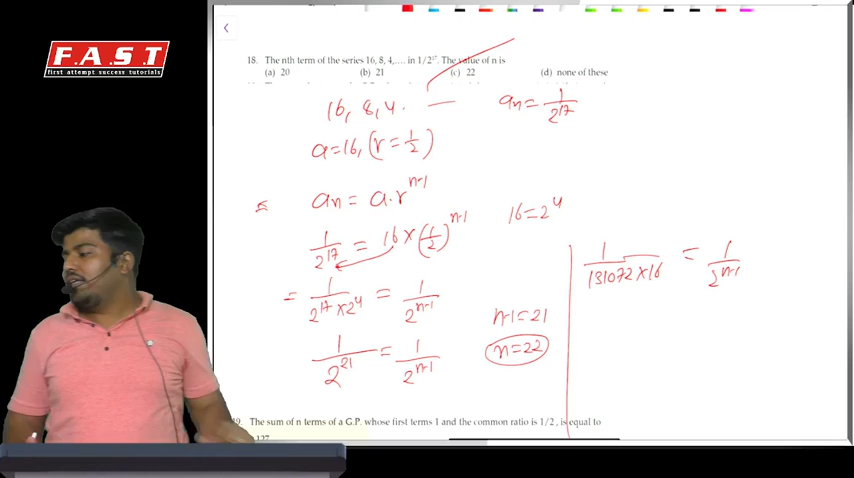 F.A.S.T
first attempt success tutorials
18. The nth term of the series 16, 8, 4,.... in 1/2¹⁷. The value of n is
(a) 20 (b) 21 (c) 22 (d) none of these
16, 8, 4. — aₙ = 1/2¹⁷
a = 16, (r = 1/2)
aₙ = a·rⁿ⁻¹
16 = 2⁴
1/2¹⁷ = 16 × (1/2)ⁿ⁻¹
1/(131072 × 16) = 1/2ⁿ⁻¹
= 1/(2¹⁷ × 2⁴) = 1/2ⁿ⁻¹
n-1 = 21
1/2²¹ = 1/2ⁿ⁻¹
n = 22
The sum of n terms of a G.P. whose first terms 1 and the common ratio is 1/2 , is equal to
127